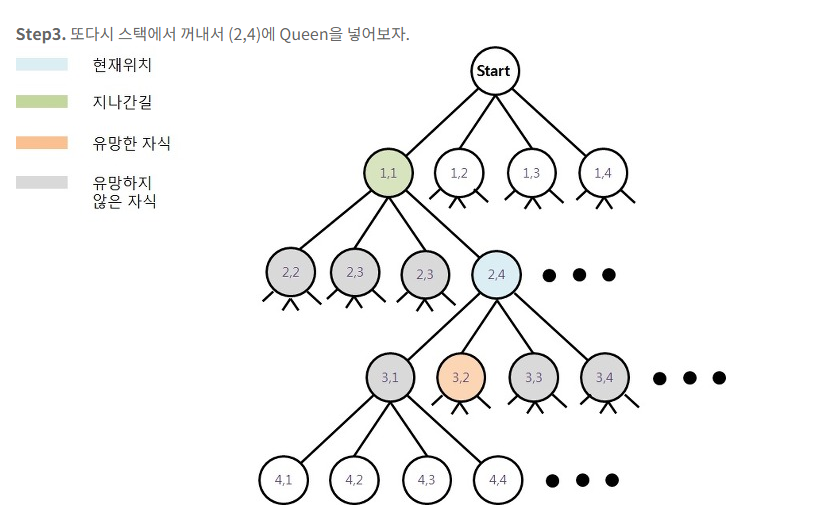 Step3. 또다시 스택에서 꺼내서 (2,4)에 Queen을 넣어보자.
현재위치
지나간길
유망한 자식
유망하지
않은 자식
Start
1,1
1,2
1,3
1,4
2,2
2,3
2,3
2,4
3,1
3,2
3,3
3,4
4,1
4,2
4,3
4,4